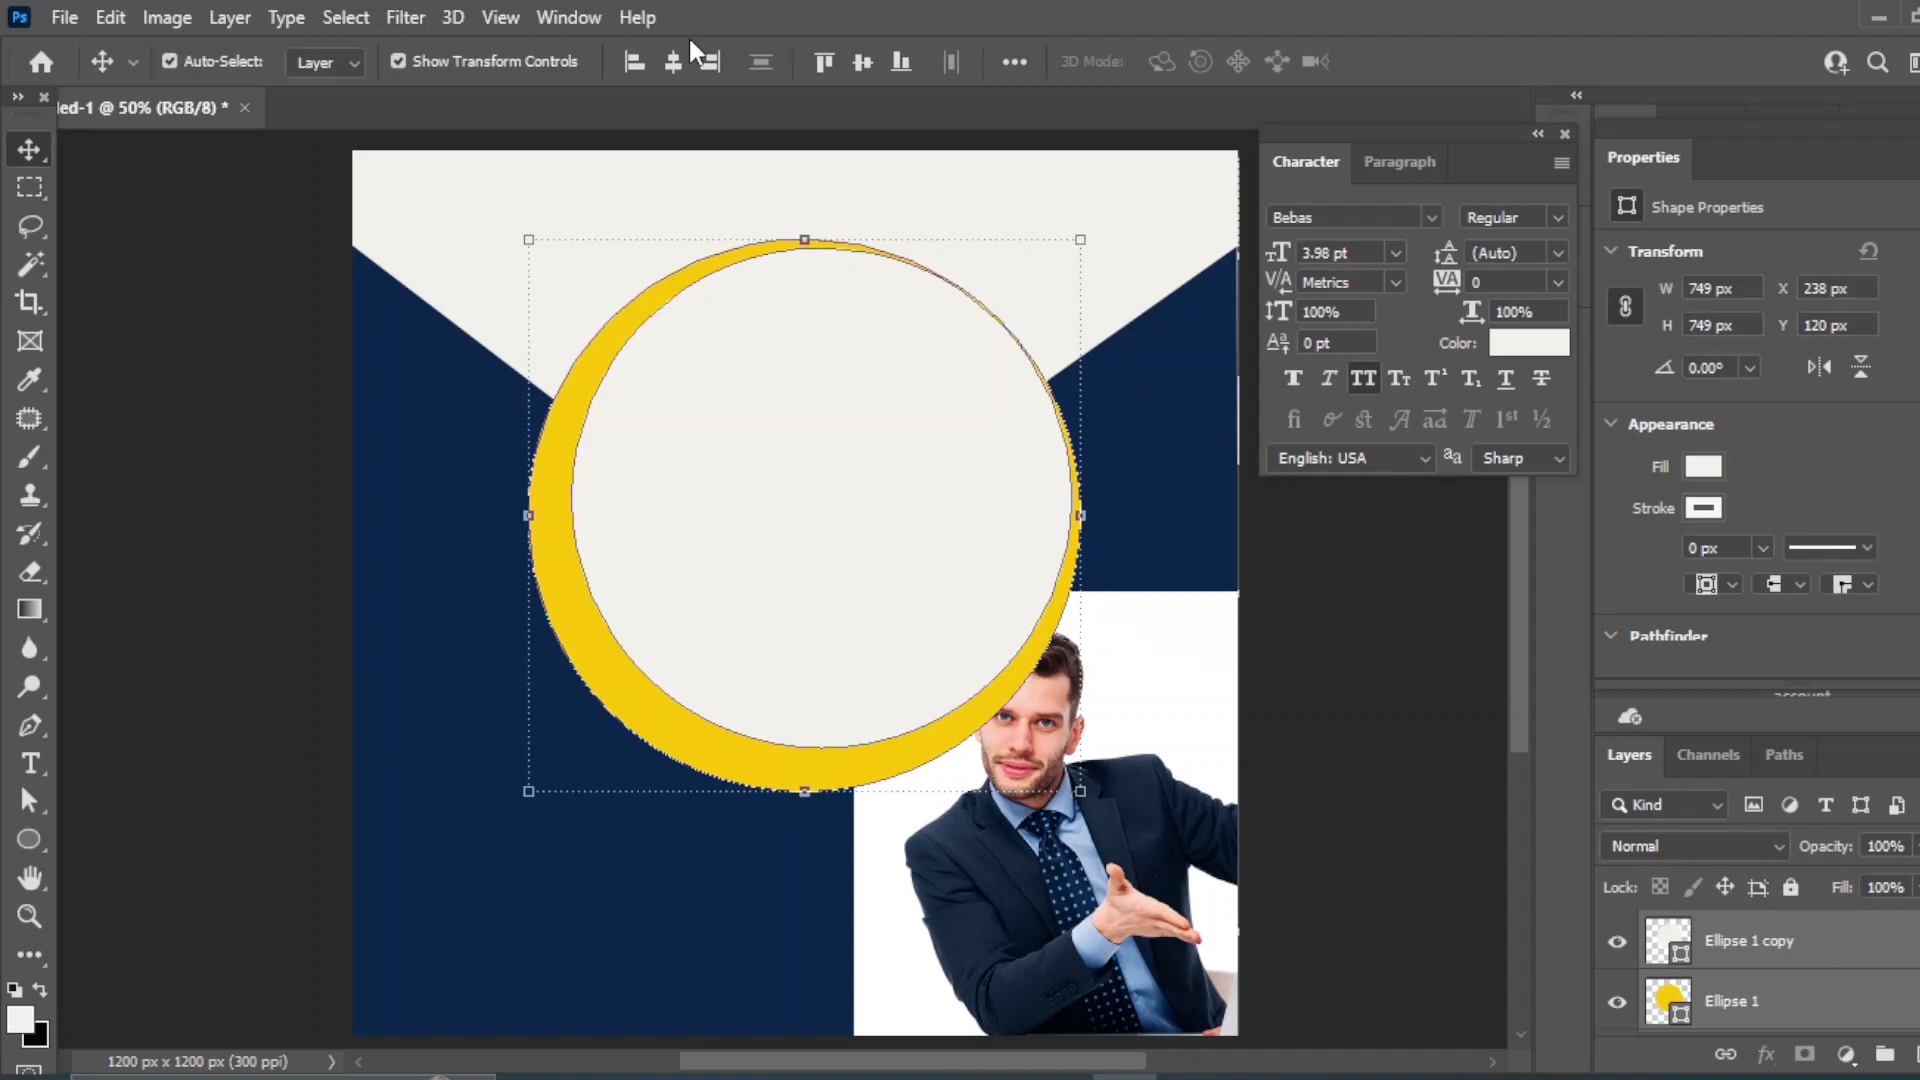 Ps File Edit Image Layer Type Select Filter 3D View Window Help
Auto-Select: Layer Show Transform Controls 3D Mode:
led-1 @ 50% (RGB/8) *
Character Paragraph
Bebas Regular
3.98 pt (Auto)
Metrics 0
100% 100%
0 pt Color:
English: USA Sharp
Properties
Shape Properties
Transform
W 749 px X 238 px
H 749 px Y 120 px
0.00°
Appearance
Fill
Stroke
0 px
Pathfinder
account
Layers Channels Paths
Kind
Normal Opacity: 100%
Lock: Fill: 100%
Ellipse 1 copy
Ellipse 1
1200 px x 1200 px (300 ppi)